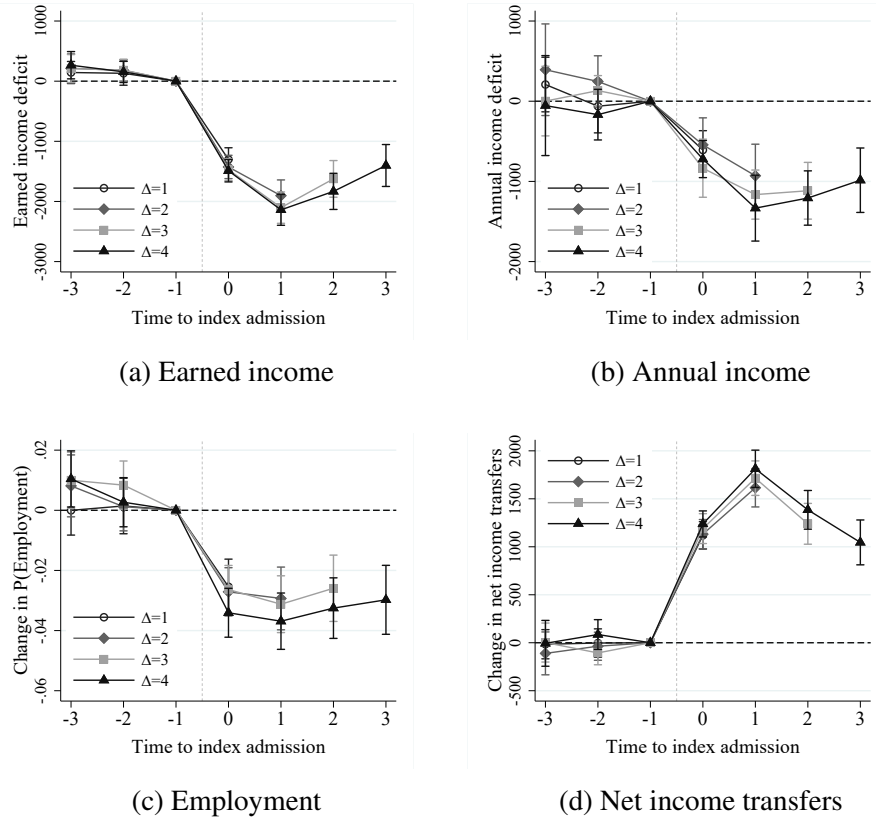 Earned income deficit
1000
0
-1000
-2000
-3000
Δ=1
Δ=2
Δ=3
Δ=4
-3 -2 -1 0 1 2 3
Time to index admission
(a) Earned income
Annual income deficit
1000
0
-1000
-2000
Δ=1
Δ=2
Δ=3
Δ=4
-3 -2 -1 0 1 2 3
Time to index admission
(b) Annual income
Change in P(Employment)
.02
0
-.02
-.04
-.06
Δ=1
Δ=2
Δ=3
Δ=4
-3 -2 -1 0 1 2 3
Time to index admission
(c) Employment
Change in net income transfers
2000
1500
1000
500
0
-500
Δ=1
Δ=2
Δ=3
Δ=4
-3 -2 -1 0 1 2 3
Time to index admission
(d) Net income transfers